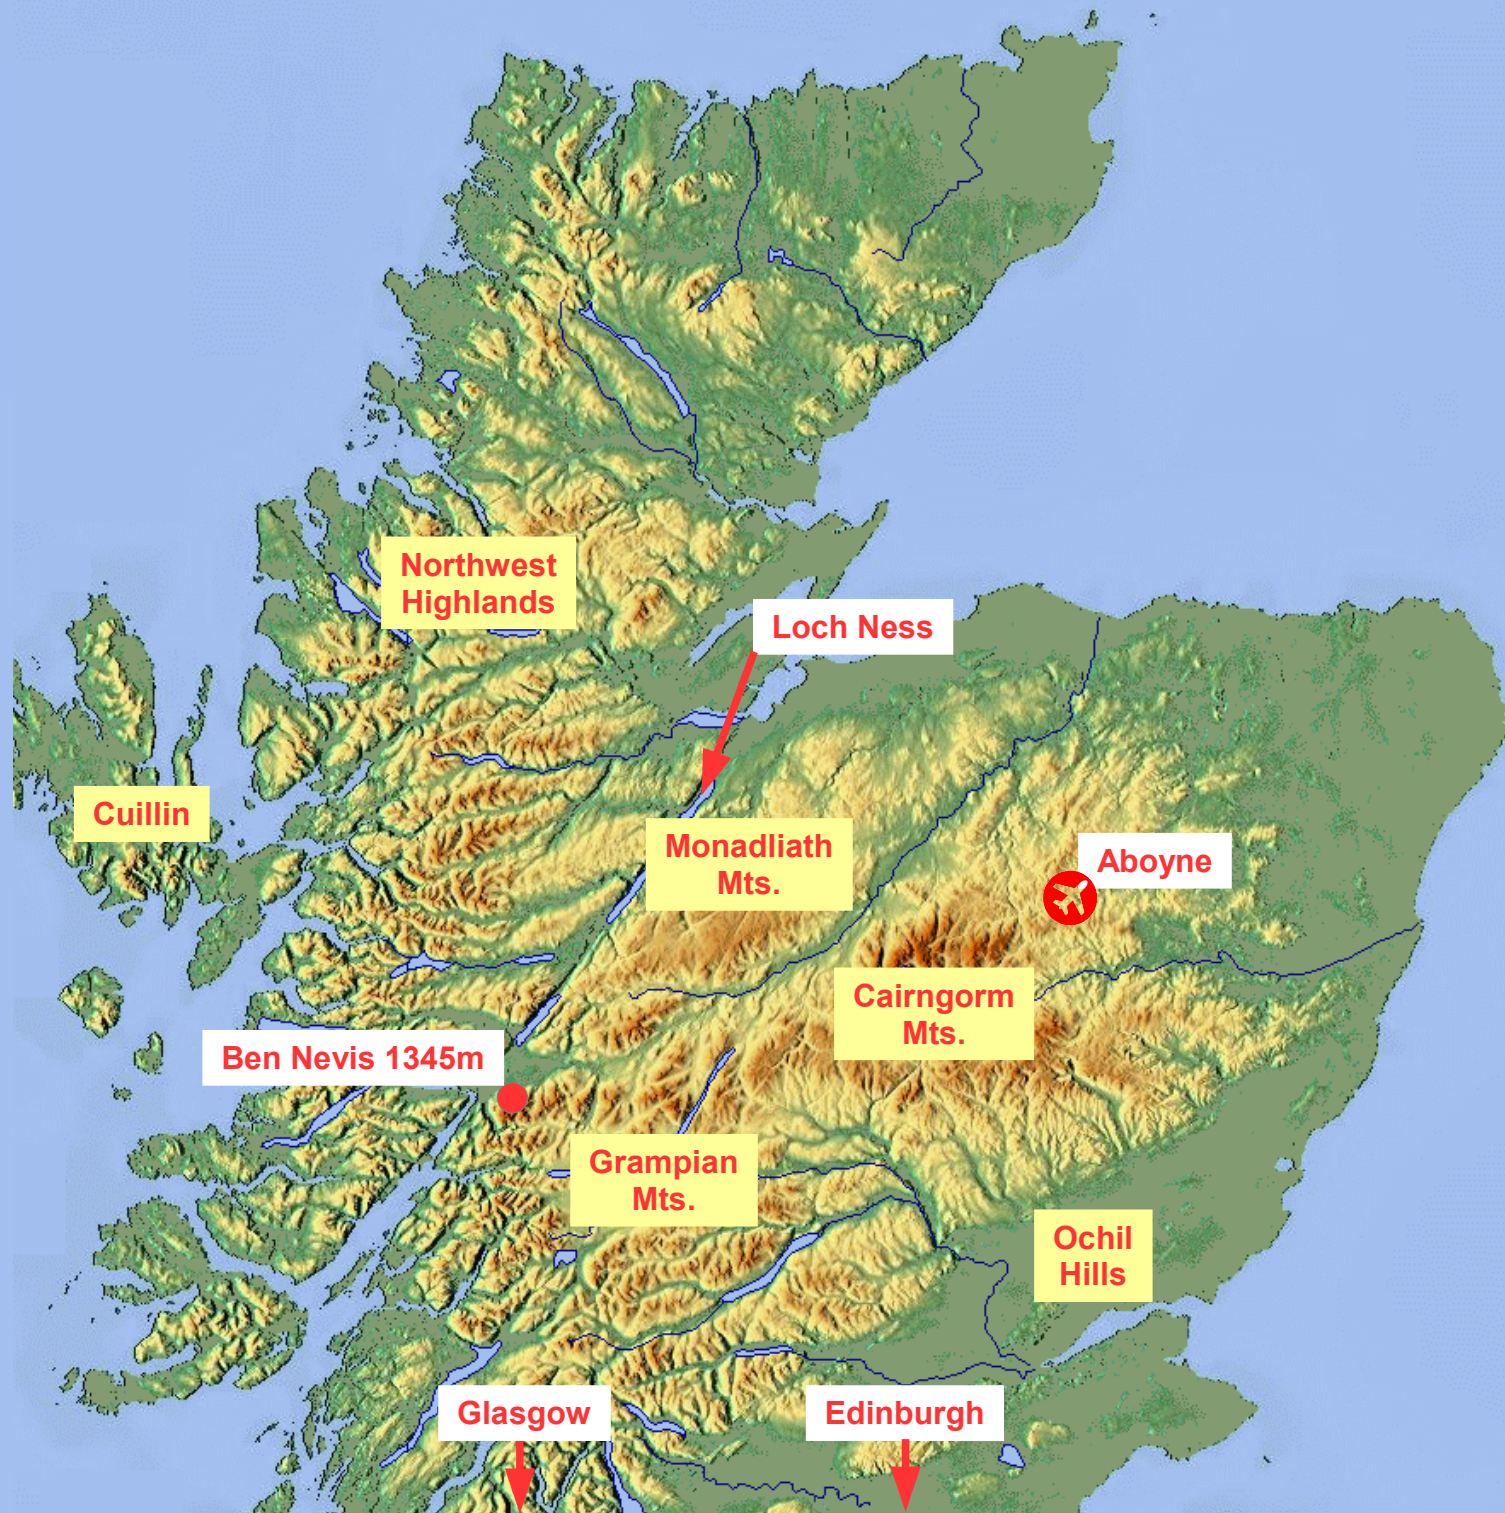 Northwest
Highlands
Loch Ness
Cuillin
Monadliath
Mts.
Aboyne
Cairngorm
Mts.
Ben Nevis 1345m
Grampian
Mts.
Ochil
Hills
Glasgow
Edinburgh